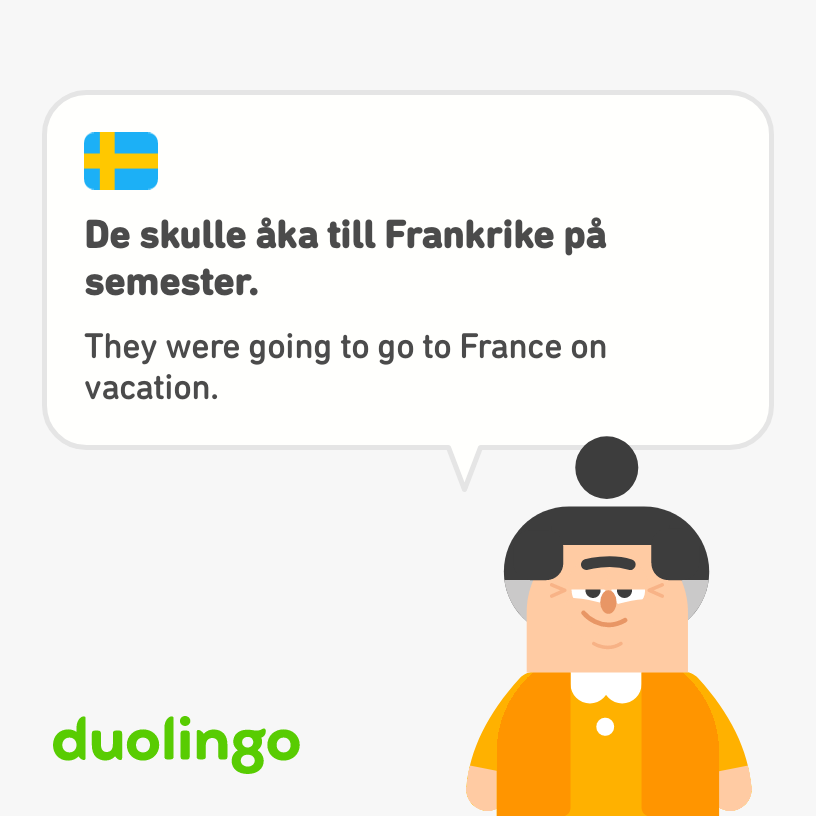 De skulle åka till Frankrike på
semester.
They were going to go to France on
vacation.
duolingo